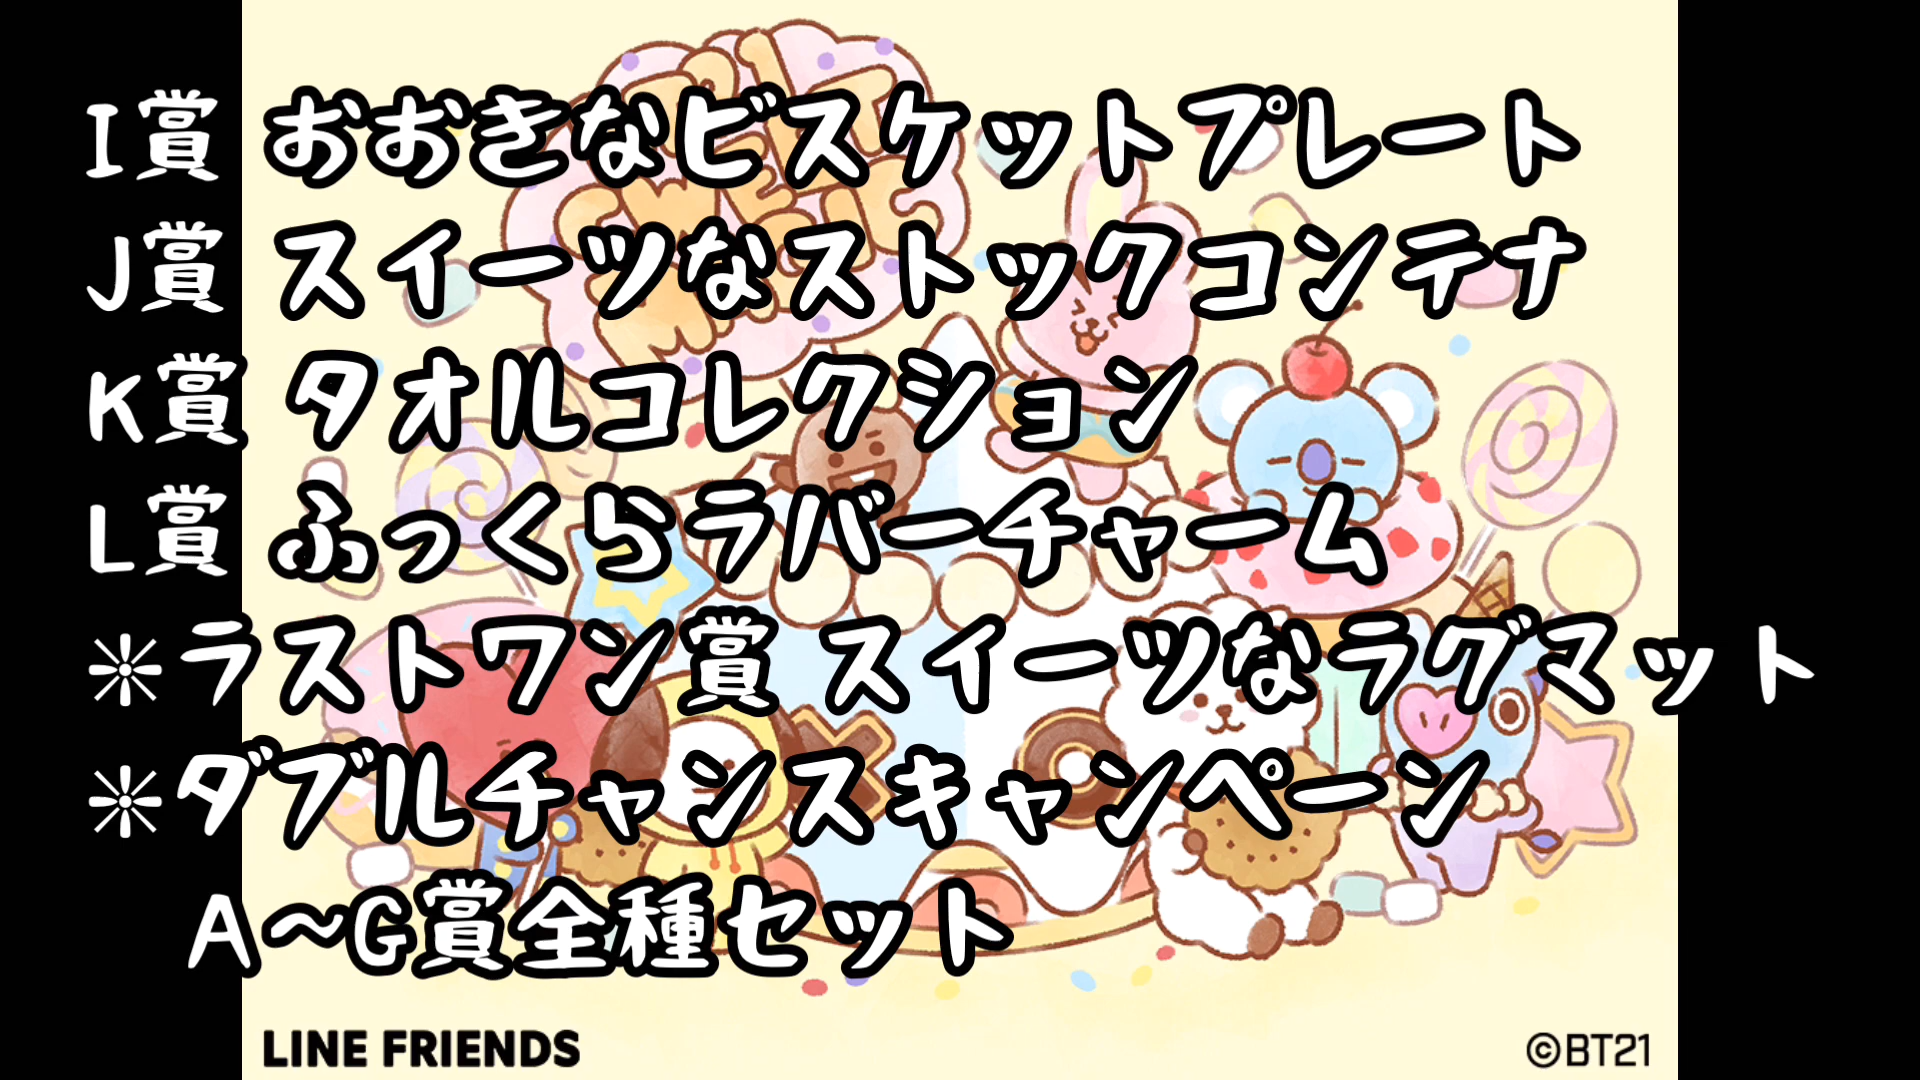 I賞 おおきなビスケットプレート
J賞 スイーツなストックコンテナ
K賞 タオルコレクション
L賞 ふっくらラバーチャーム
✳ラストワン賞 スイーツなラグマット
✳ダブルチャンスキャンペーン
A~G賞全種セット
LINE FRIENDS
©BT21